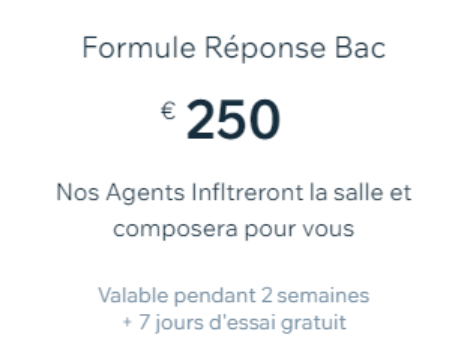 Formule Réponse Bac
€ 250
Nos Agents Infltreront la salle et
composera pour vous
Valable pendant 2 semaines
+ 7 jours d'essai gratuit